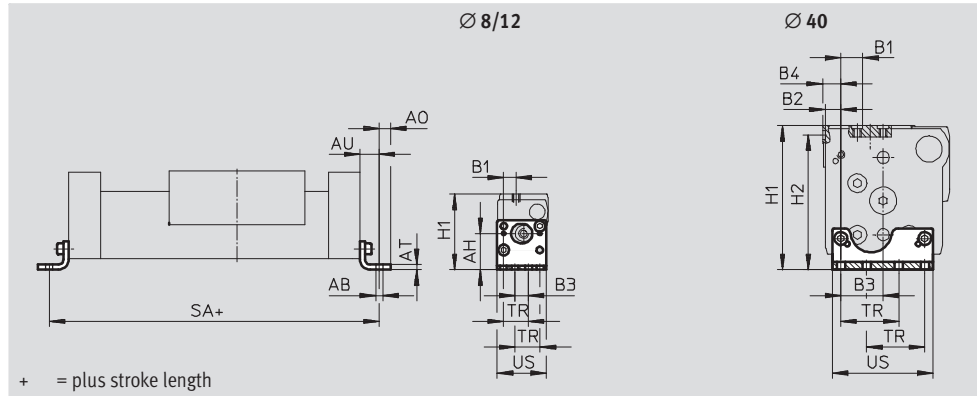 ⌀ 8/12
⌀ 40
B1
B4
B2
AO
AU
B1
H1
H2
H1
AH
AT
AB
B3
B3
SA+
TR
TR
TR
TR
US
US
+ = plus stroke length